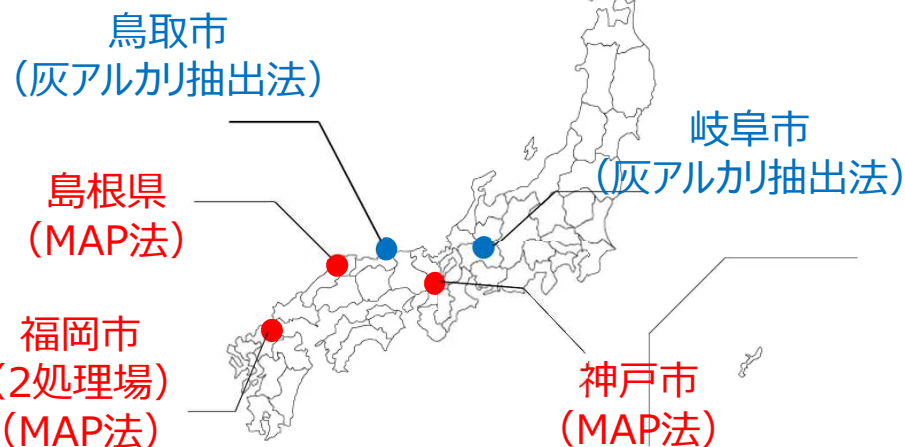 鳥取市
（灰アルカリ抽出法）
岐阜市
（灰アルカリ抽出法）
島根県
（MAP法）
福岡市
（2処理場）
（MAP法）
神戸市
（MAP法）